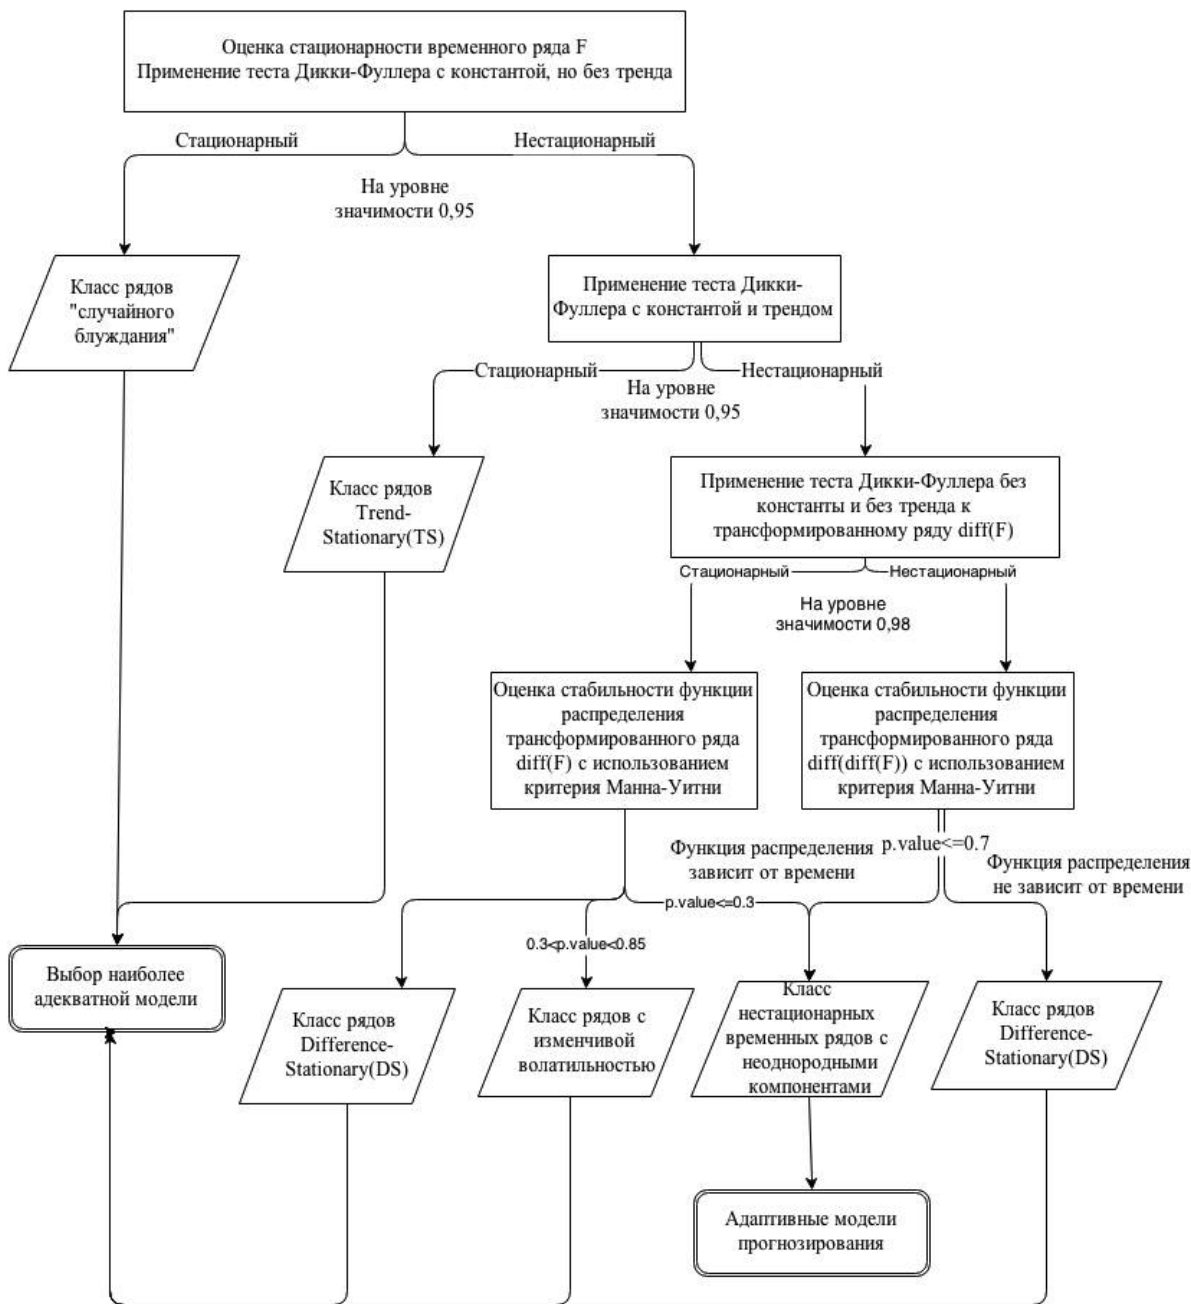 Оценка стационарности временного ряда F
Применение теста Дикки-Фуллера с константой, но без тренда
Стационарный
Нестационарный
На уровне
значимости 0,95
Класс рядов
"случайного
блуждания"
Применение теста Дикки-
Фуллера с константой и трендом
Стационарный
Нестационарный
На уровне
значимости 0,95
Класс рядов
Trend-
Stationary(TS)
Применение теста Дикки-Фуллера без
константы и без тренда к
трансформированному ряду diff(F)
Стационарный
Нестационарный
На уровне
значимости 0,98
Оценка стабильности функции
распределения
трансформированного ряда
diff(F) с использованием
критерия Манна-Уитни
Оценка стабильности функции
распределения
трансформированного ряда
diff(diff(F)) с использованием
критерия Манна-Уитни
Функция распределения
зависит от времени
p.value<=0.7
Функция распределения
не зависит от времени
p.value<=0.3
0.3<p.value<0.85
Выбор наиболее
адекватной модели
Класс рядов
Difference-
Stationary(DS)
Класс рядов с
изменчивой
волатильностью
Класс
нестационарных
временных рядов с
неоднородными
компонентами
Класс рядов
Difference-
Stationary(DS)
Адаптивные модели
прогнозирования